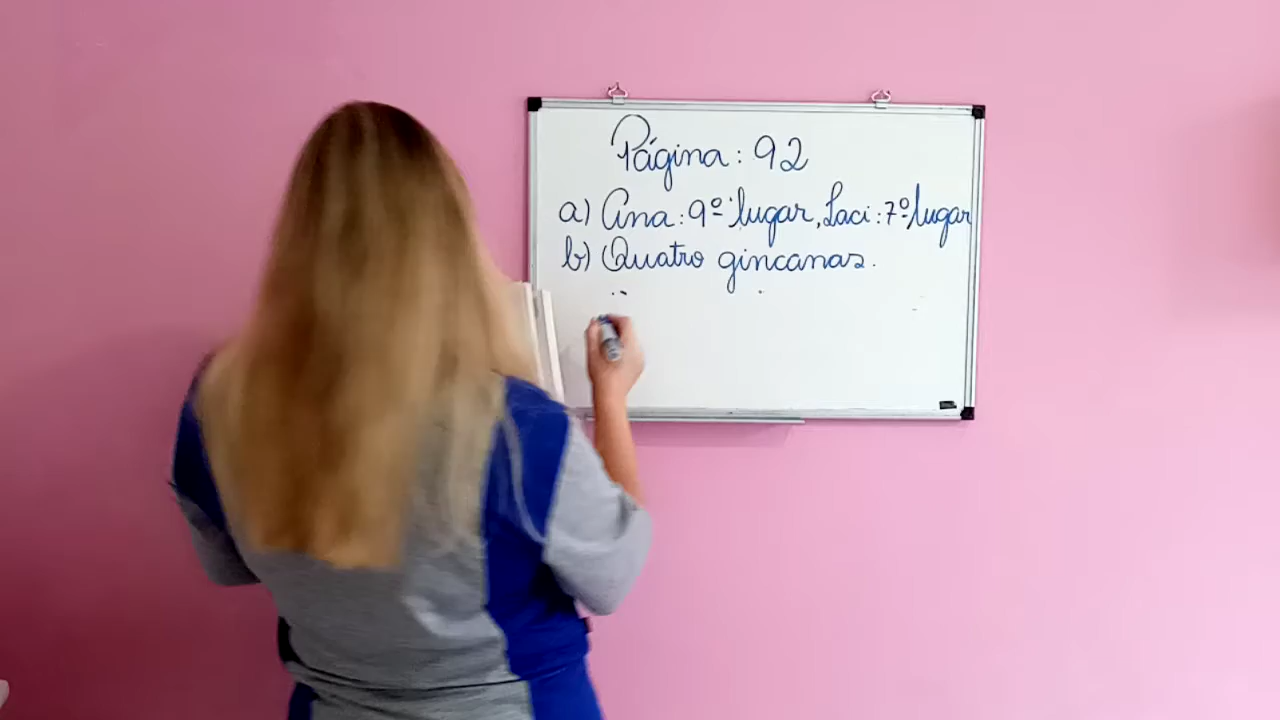 Página: 92
a) Ana: 9º lugar, Laci: 7º lugar
b) Quatro gincanas.